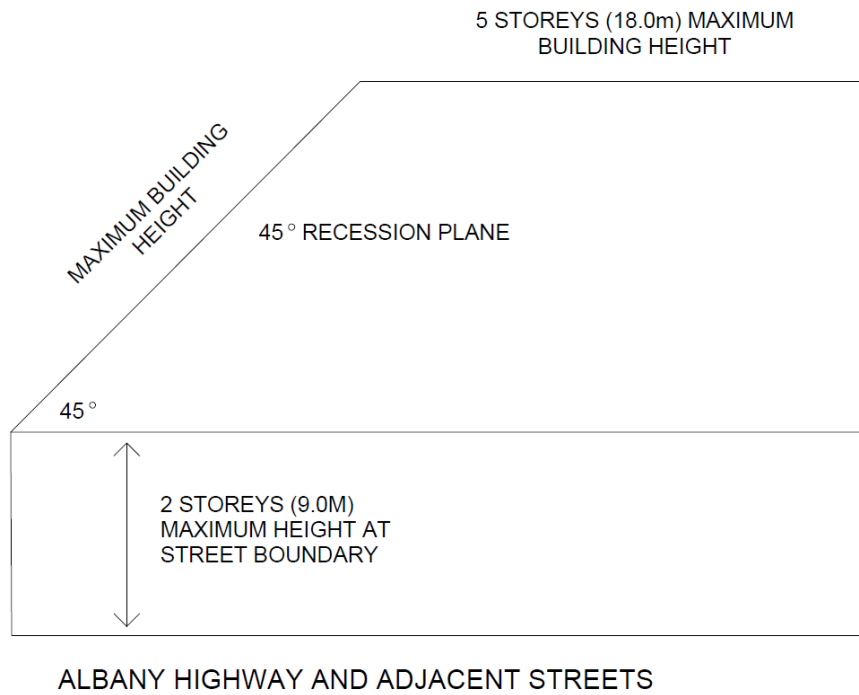 5 STOREYS (18.0m) MAXIMUM
BUILDING HEIGHT
MAXIMUM BUILDING
HEIGHT
45° RECESSION PLANE
45°
2 STOREYS (9.0M)
MAXIMUM HEIGHT AT
STREET BOUNDARY
ALBANY HIGHWAY AND ADJACENT STREETS